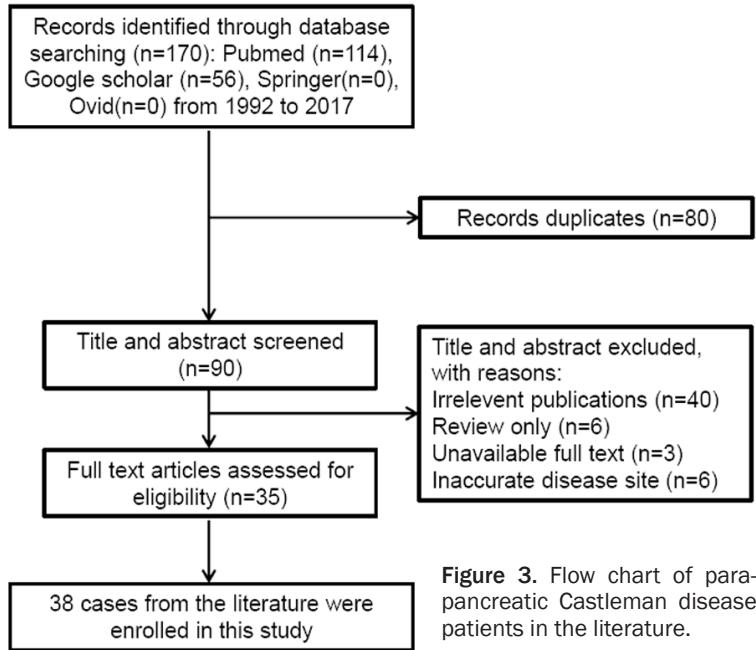 Records identified through database
searching (n=170): Pubmed (n=114),
Google scholar (n=56), Springer(n=0),
Ovid(n=0) from 1992 to 2017
Records duplicates (n=80)
Title and abstract screened
(n=90)
Title and abstract excluded,
with reasons:
Irrelevent publications (n=40)
Review only (n=6)
Unavailable full text (n=3)
Inaccurate disease site (n=6)
Full text articles assessed for
eligibility (n=35)
38 cases from the literature were
enrolled in this study
Figure 3. Flow chart of para-
pancreatic Castleman disease
patients in the literature.